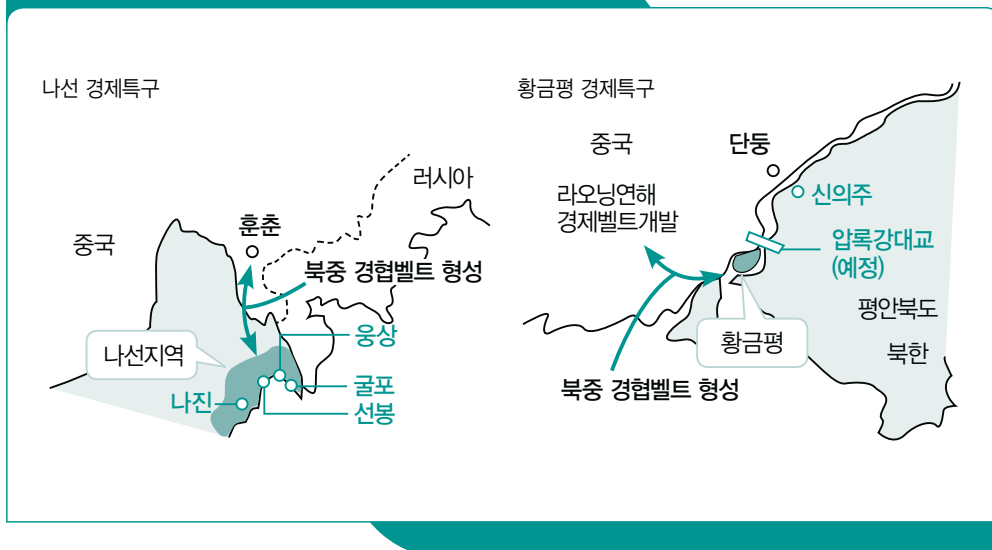 나선 경제특구
중국
훈춘
러시아
북중 경협벨트 형성
나선지역
웅상
굴포
나진
선봉
황금평 경제특구
중국
단둥
라오닝연해
경제벨트개발
신의주
압록강대교
(예정)
평안북도
황금평
북한
북중 경협벨트 형성